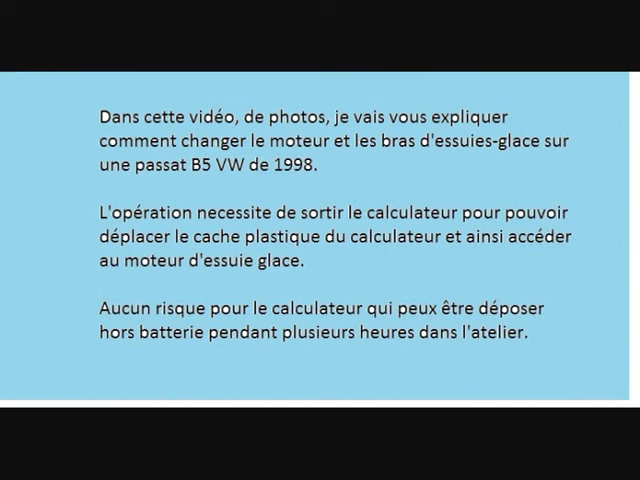 Dans cette vidéo, de photos, je vais vous expliquer
comment changer le moteur et les bras d'essuies-glace sur
une passat B5 VW de 1998.
L'opération necessite de sortir le calculateur pour pouvoir
déplacer le cache plastique du calculateur et ainsi accéder
au moteur d'essuie glace.
Aucun risque pour le calculateur qui peux être déposer
hors batterie pendant plusieurs heures dans l'atelier.